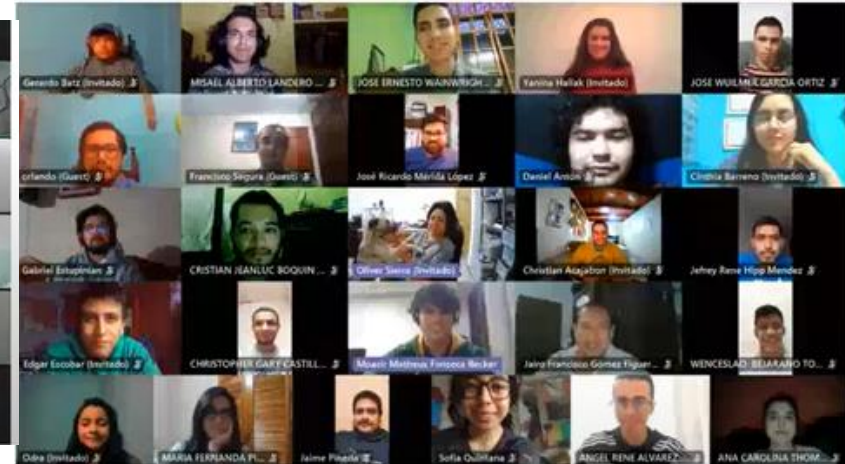 Gerardo Batz (Invitado)
MISAEL ALBERTO LANDERO ...
JOSE ERNESTO WAINWRIGH...
Yanina Hallak (Invitado)
JOSE WUILMER GARCIA ORTIZ
orlando (Guest)
Francisco Segura (Guest)
José Ricardo Mérida López
Daniel Amon
Cinthia Barreno (Invitado)
Gabriel Estupinian
CRISTIAN JEANLUC BOQUIN ...
Oliver Sierra (Invitado)
Christian Acajabon (Invitado)
Jefrey Rene Hipp Mendez
Edgar Escobar (Invitado)
CHRISTOPHER GARY CASTILL...
Moacir Matheus Fonseca Becker
Jairo Francisco Gomez Figuer...
WENCESLAO BEJARANO TO...
Odra (Invitado)
MARIA FERNANDA PI...
Jaime Pineda
Sofia Quintana
ANGEL RENE ALVAREZ ...
ANA CAROLINA THOM...